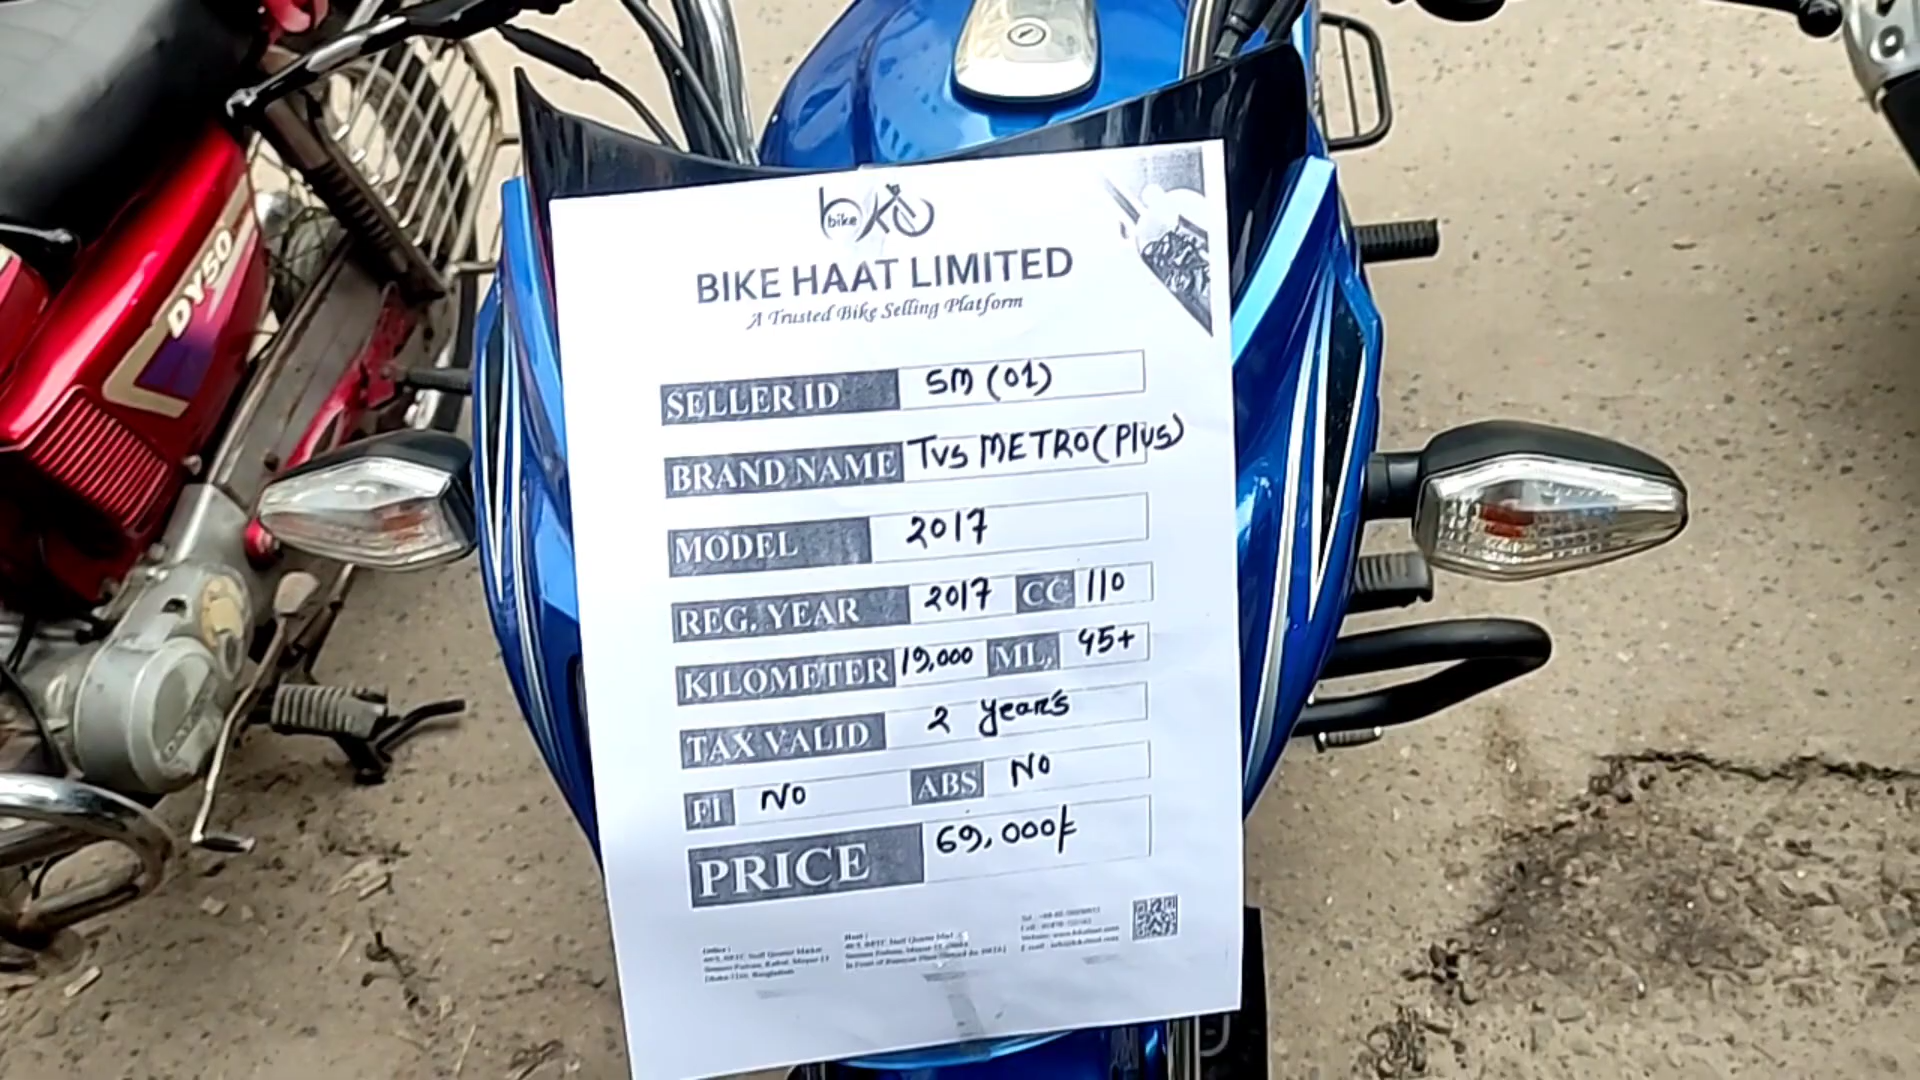 bike
BIKE HAAT LIMITED
A Trusted Bike Selling Platform
SELLER ID SM (01)
BRAND NAME TVS METRO (Plus)
MODEL 2017
REG. YEAR 2017 CC 110
KILOMETER 19,000 ML. 45+
TAX VALID 2 year's
FI NO ABS NO
PRICE 69,000/-
DY50